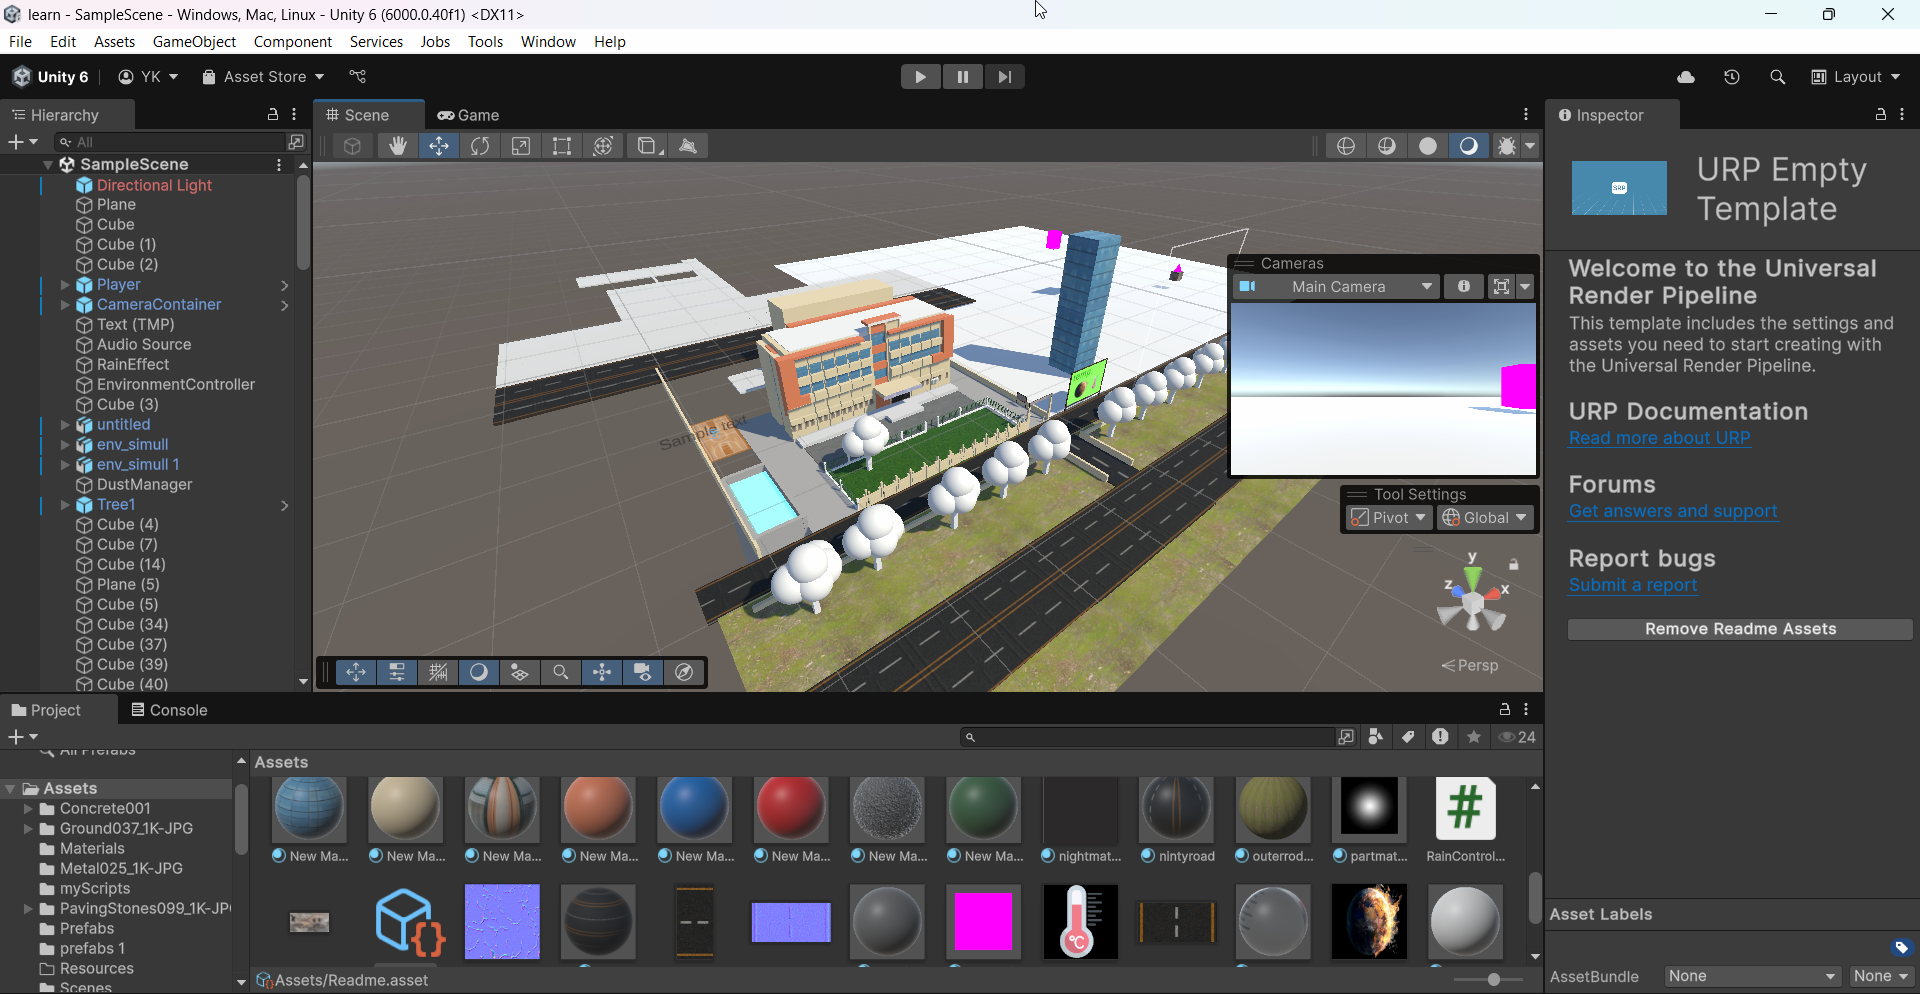 learn - SampleScene - Windows, Mac, Linux - Unity 6 (6000.0.40f1) <DX11>
File Edit Assets GameObject Component Services Jobs Tools Window Help
Unity 6 YK Asset Store Layout
Hierarchy
All
SampleScene
Directional Light
Plane
Cube
Cube (1)
Cube (2)
Player
CameraContainer
Text (TMP)
Audio Source
RainEffect
EnvironmentController
Cube (3)
untitled
env_simull
env_simull 1
DustManager
Tree1
Cube (4)
Cube (7)
Cube (14)
Plane (5)
Cube (5)
Cube (34)
Cube (37)
Cube (39)
Cube (40)
Scene Game
Sample text
Cameras
Main Camera
Tool Settings
Pivot Global
y
z
x
Persp
Inspector
SRP
URP Empty
Template
Welcome to the Universal
Render Pipeline
This template includes the settings and
assets you need to start creating with
the Universal Render Pipeline.
URP Documentation
Read more about URP
Forums
Get answers and support
Report bugs
Submit a report
Remove Readme Assets
Project Console
24
All Prefabs
Assets
Concrete001
Ground037_1K-JPG
Materials
Metal025_1K-JPG
myScripts
PavingStones099_1K-JP
Prefabs
prefabs 1
Resources
Scenes
Assets
New Ma... New Ma... New Ma... New Ma... New Ma... New Ma... New Ma... New Ma... nightmat... nintyroad outerrod... partmat... RainControl...
°C
Assets/Readme.asset
Asset Labels
AssetBundle None None